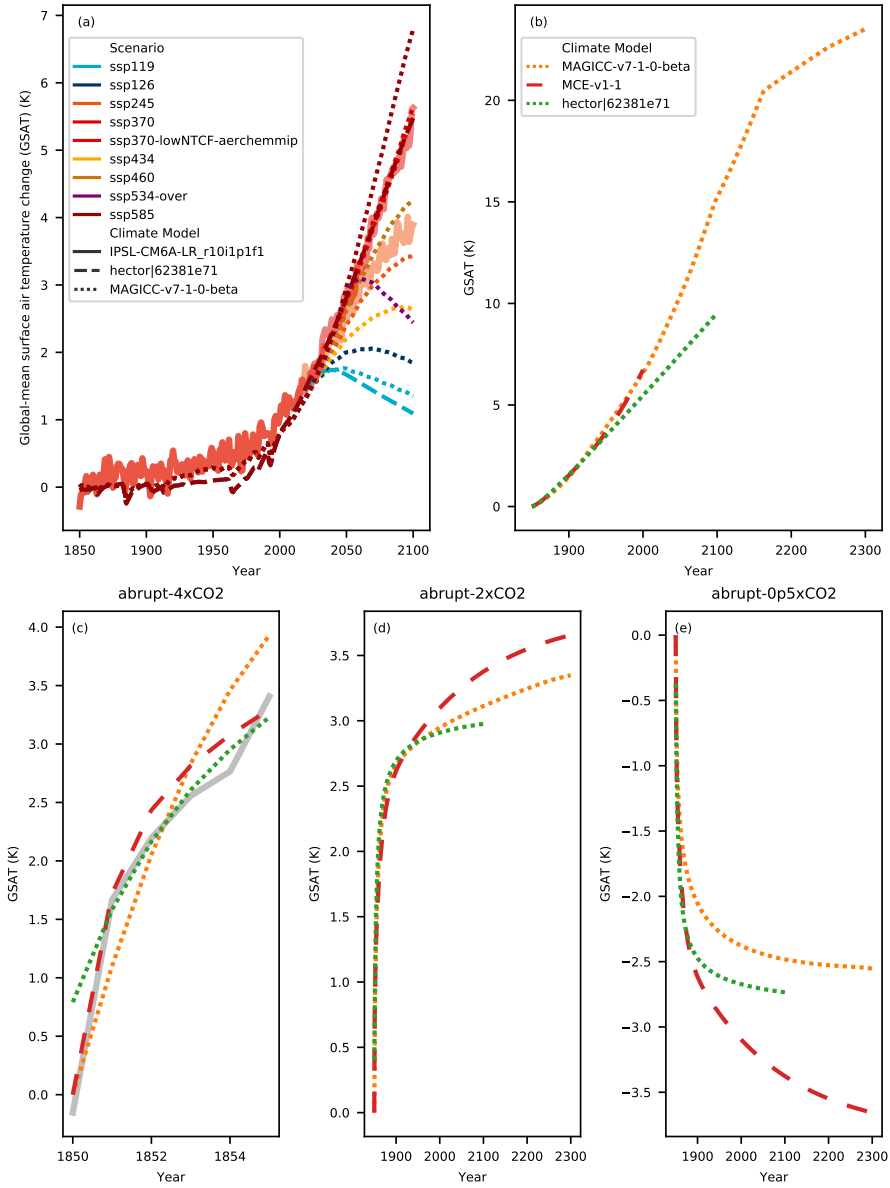 (a)
Global-mean surface air temperature change (GSAT) (K)
7
6
5
4
3
2
1
0
Scenario
ssp119
ssp126
ssp245
ssp370
ssp370-lowNTCF-aerchemmip
ssp434
ssp460
ssp534-over
ssp585
Climate Model
IPSL-CM6A-LR_r10i1p1f1
hector|62381e71
MAGICC-v7-1-0-beta
1850 1900 1950 2000 2050 2100
Year
(b)
GSAT (K)
20
15
10
5
0
Climate Model
MAGICC-v7-1-0-beta
MCE-v1-1
hector|62381e71
1900 2000 2100 2200 2300
Year
abrupt-4xCO2
(c)
GSAT (K)
4.0
3.5
3.0
2.5
2.0
1.5
1.0
0.5
0.0
1850 1852 1854
Year
abrupt-2xCO2
(d)
GSAT (K)
3.5
3.0
2.5
2.0
1.5
1.0
0.5
0.0
1900 2000 2100 2200 2300
Year
abrupt-0p5xCO2
(e)
GSAT (K)
0.0
−0.5
−1.0
−1.5
−2.0
−2.5
−3.0
−3.5
1900 2000 2100 2200 2300
Year